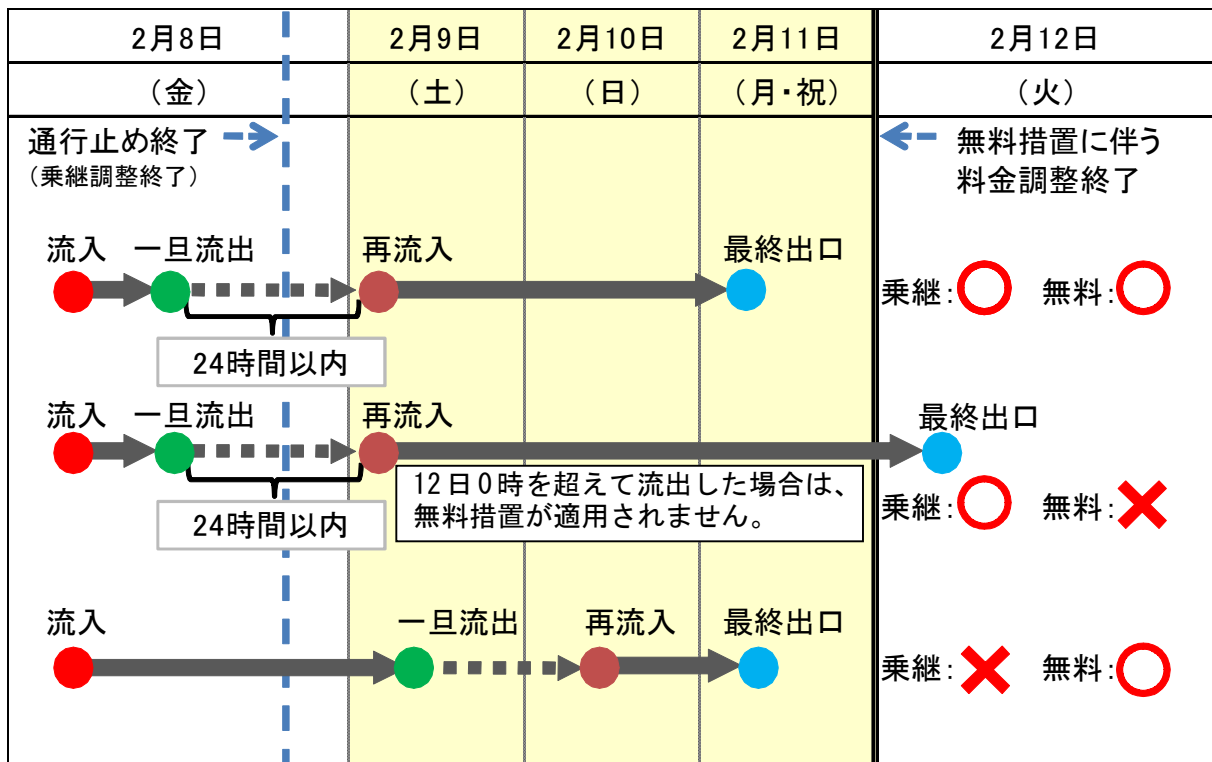 2月8日
2月9日
2月10日
2月11日
2月12日
（金）
（土）
（日）
（月・祝）
（火）
通行止め終了
（乗継調整終了）
無料措置に伴う
料金調整終了
流入
一旦流出
再流入
最終出口
乗継：
無料：
24時間以内
流入
一旦流出
再流入
最終出口
12日0時を超えて流出した場合は、
無料措置が適用されません。
乗継：
無料：
24時間以内
流入
一旦流出
再流入
最終出口
乗継：
無料：